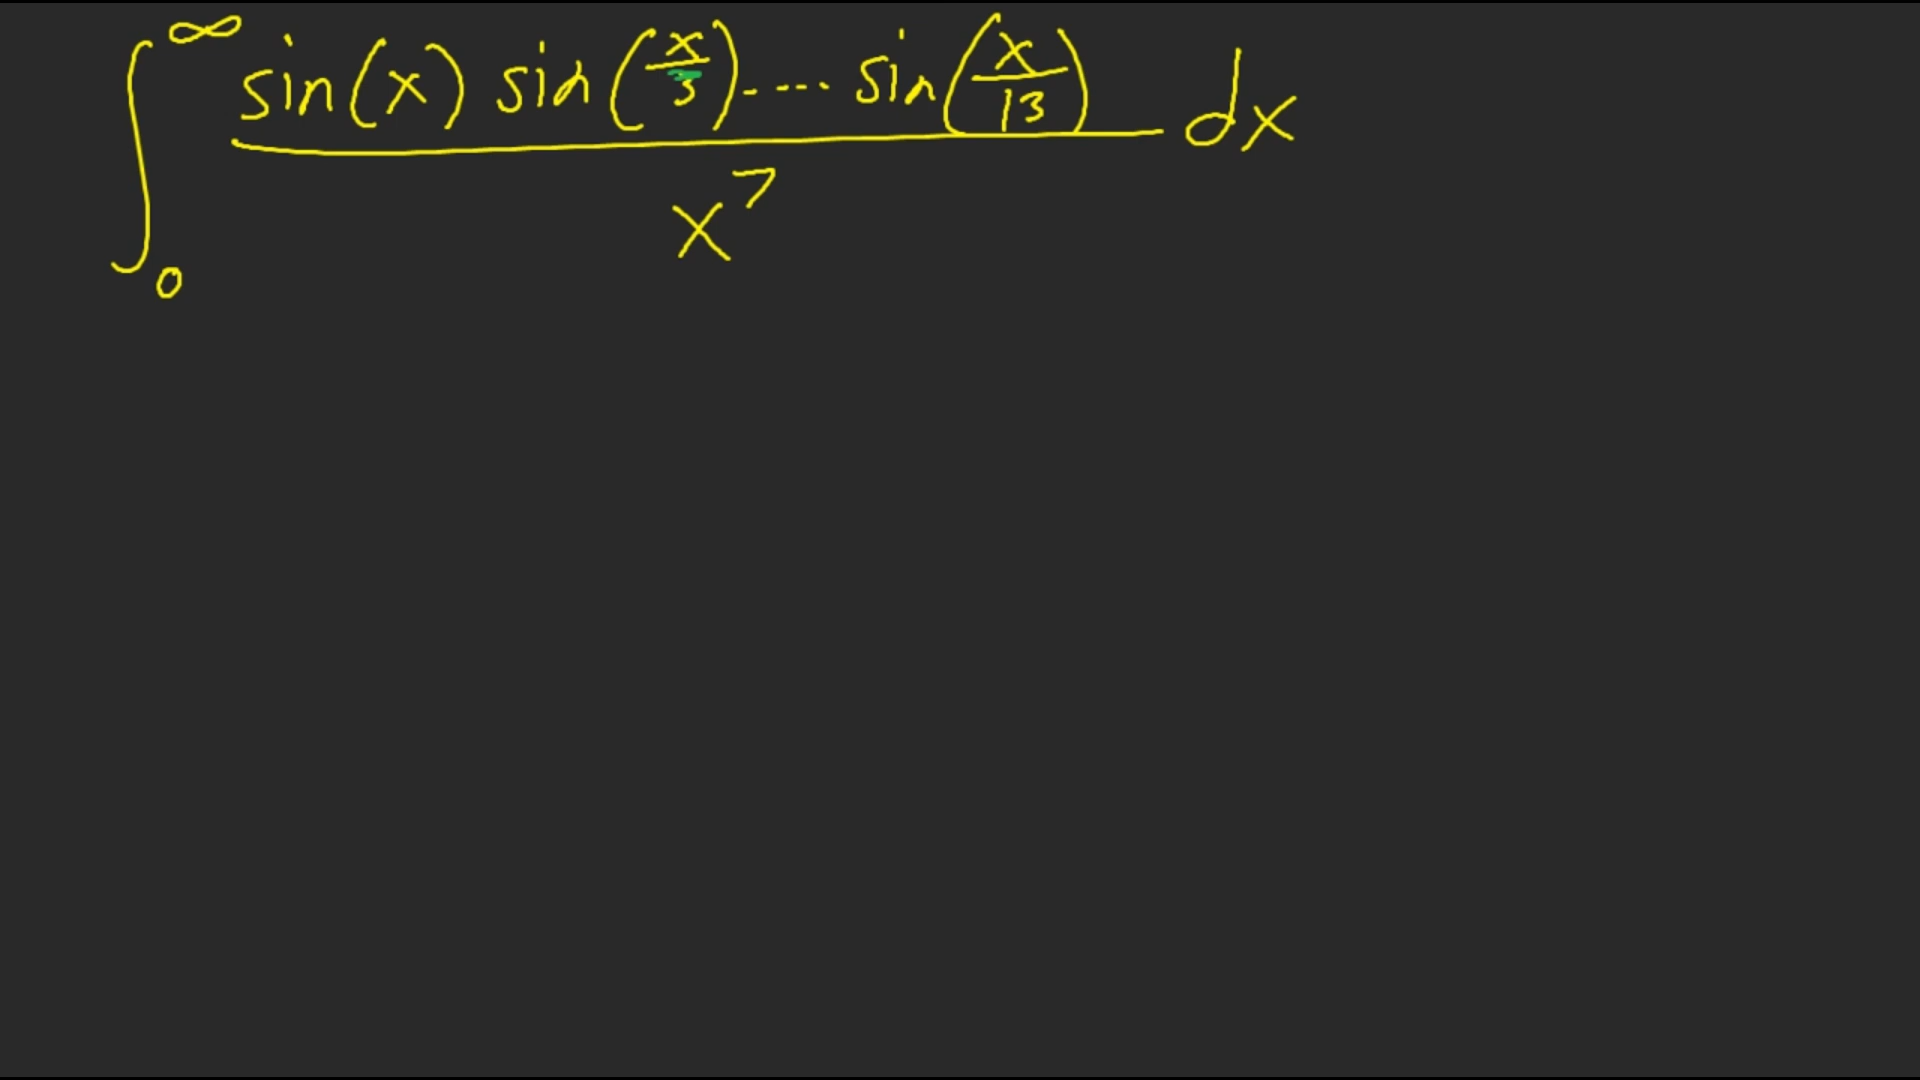 ∫₀^∞ sin(x) sin(x/3)..... sin(x/13) / x⁷ dx